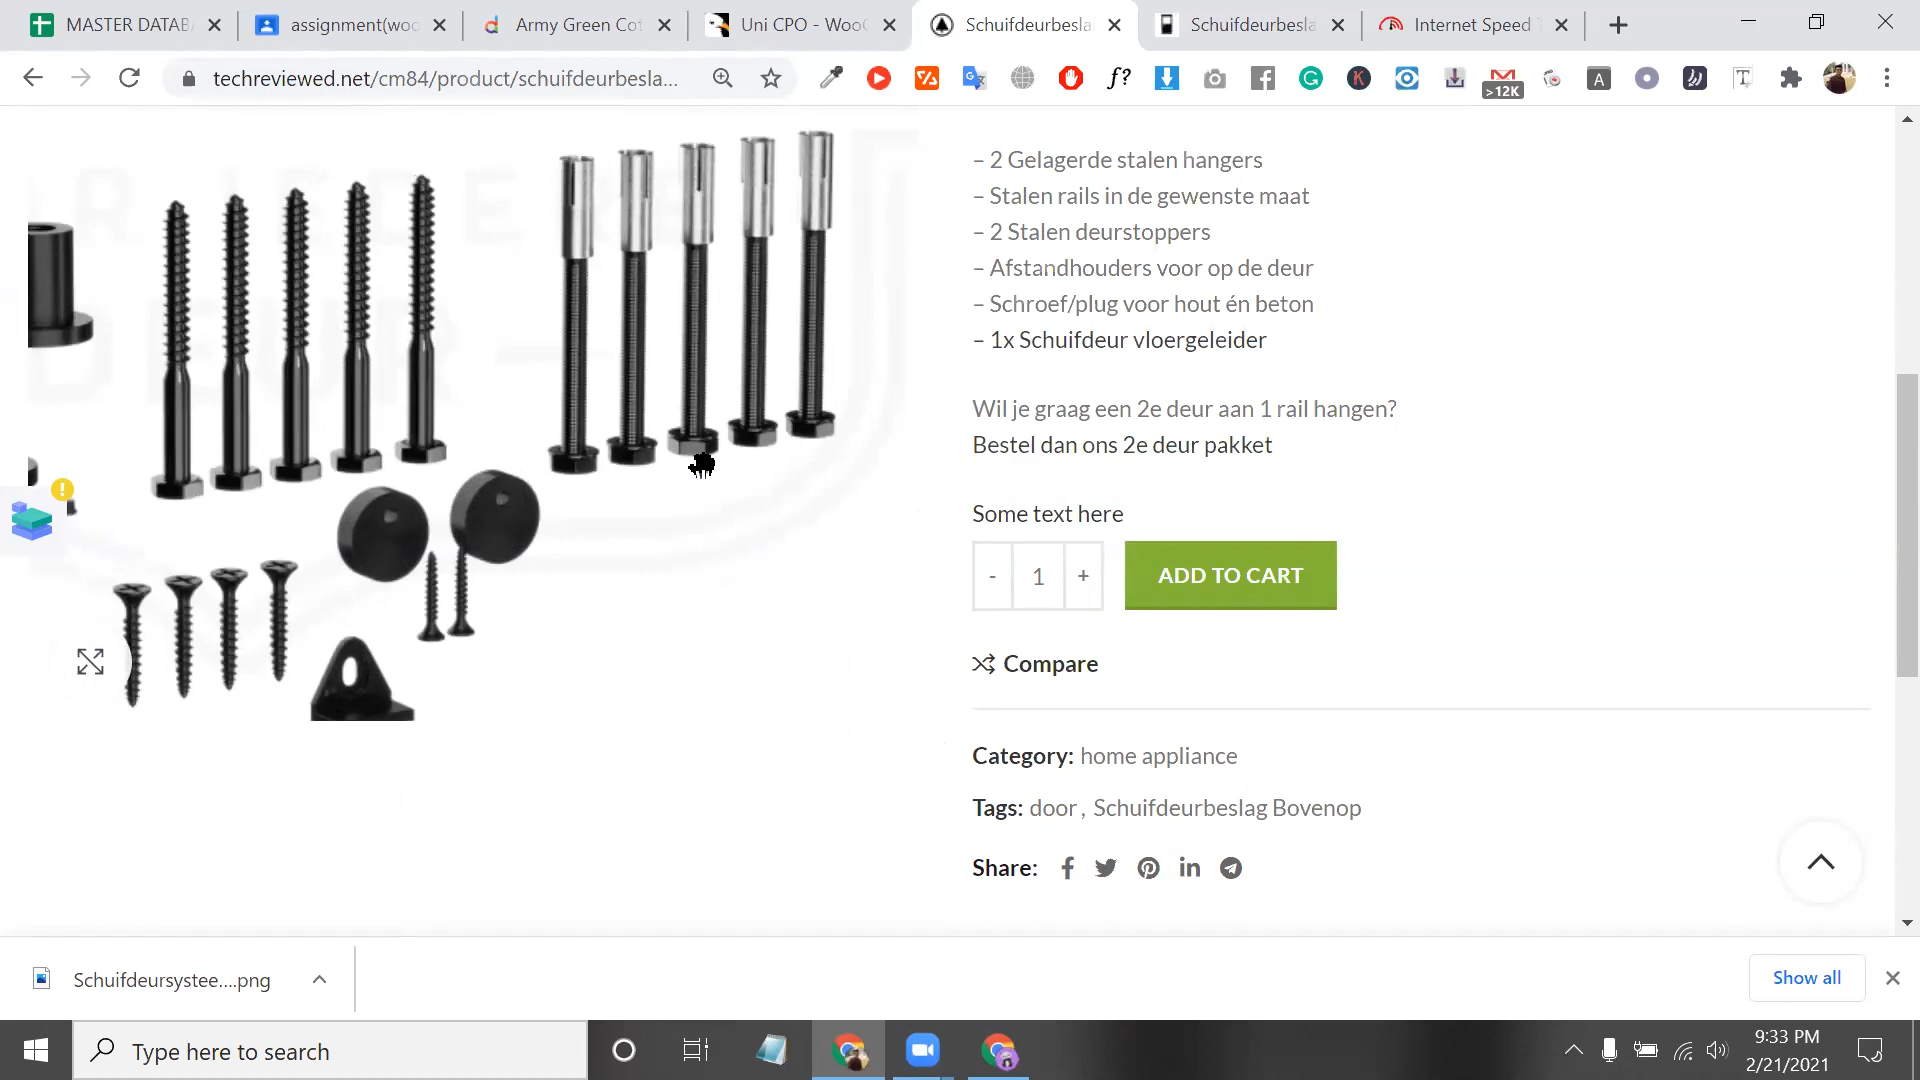 MASTER DATAB
assignment(woo
Army Green Cot
Uni CPO - WooC
Schuifdeurbesla
Schuifdeurbesla
Internet Speed T
techreviewed.net/cm84/product/schuifdeurbesla...
f?
K
>12K
A
T
– 2 Gelagerde stalen hangers
– Stalen rails in de gewenste maat
– 2 Stalen deurstoppers
– Afstandhouders voor op de deur
– Schroef/plug voor hout én beton
– 1x Schuifdeur vloergeleider
Wil je graag een 2e deur aan 1 rail hangen?
Bestel dan ons 2e deur pakket
Some text here
- 1 + ADD TO CART
Compare
Category: home appliance
Tags: door, Schuifdeurbeslag Bovenop
Share:
Schuifdeursystee....png
Show all
Type here to search
9:33 PM
2/21/2021